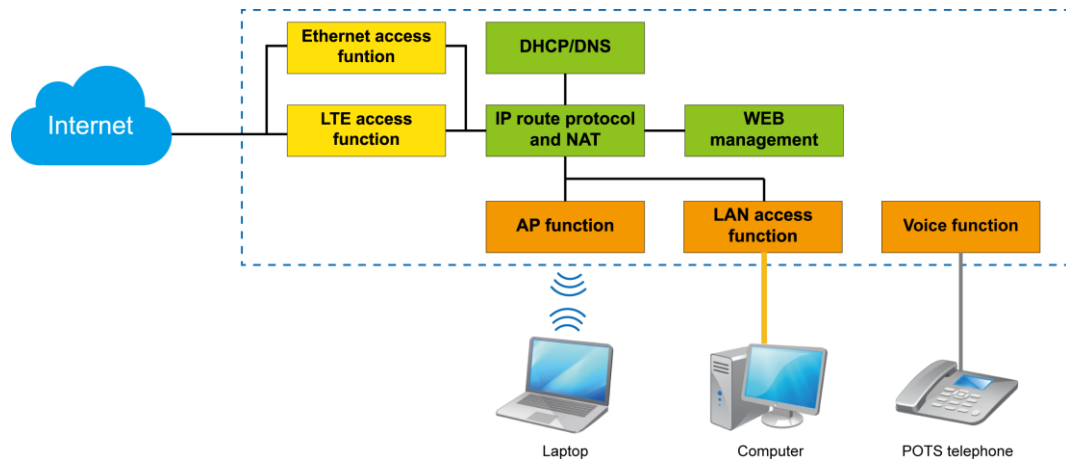 Ethernet access
funtion
DHCP/DNS
Internet
LTE access
function
IP route protocol
and NAT
WEB
management
AP function
LAN access
function
Voice function
Laptop
Computer
POTS telephone